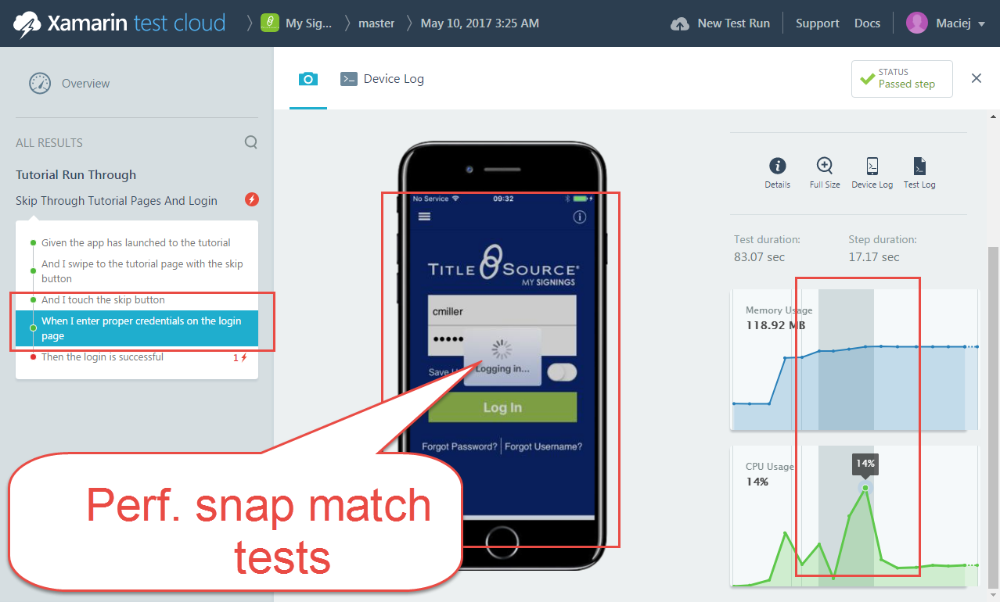 Xamarin test cloud
My Sig...
master
May 10, 2017 3:25 AM
New Test Run
Support
Docs
Maciej
Overview
Device Log
STATUS
Passed step
ALL RESULTS
Tutorial Run Through
Skip Through Tutorial Pages And Login
Given the app has launched to the tutorial
And I swipe to the tutorial page with the skip
button
And I touch the skip button
When I enter proper credentials on the login
page
Then the login is successful 1
No Service 09:32
TITLE SOURCE
MY SIGNINGS
cmiller
Logging in...
Save
Log In
Forgot Password? Forgot Username?
Perf. snap match
tests
Details
Full Size
Device Log
Test Log
Test duration:
83.07 sec
Step duration:
17.17 sec
Memory Usage
118.92 MB
CPU Usage
14%
14%